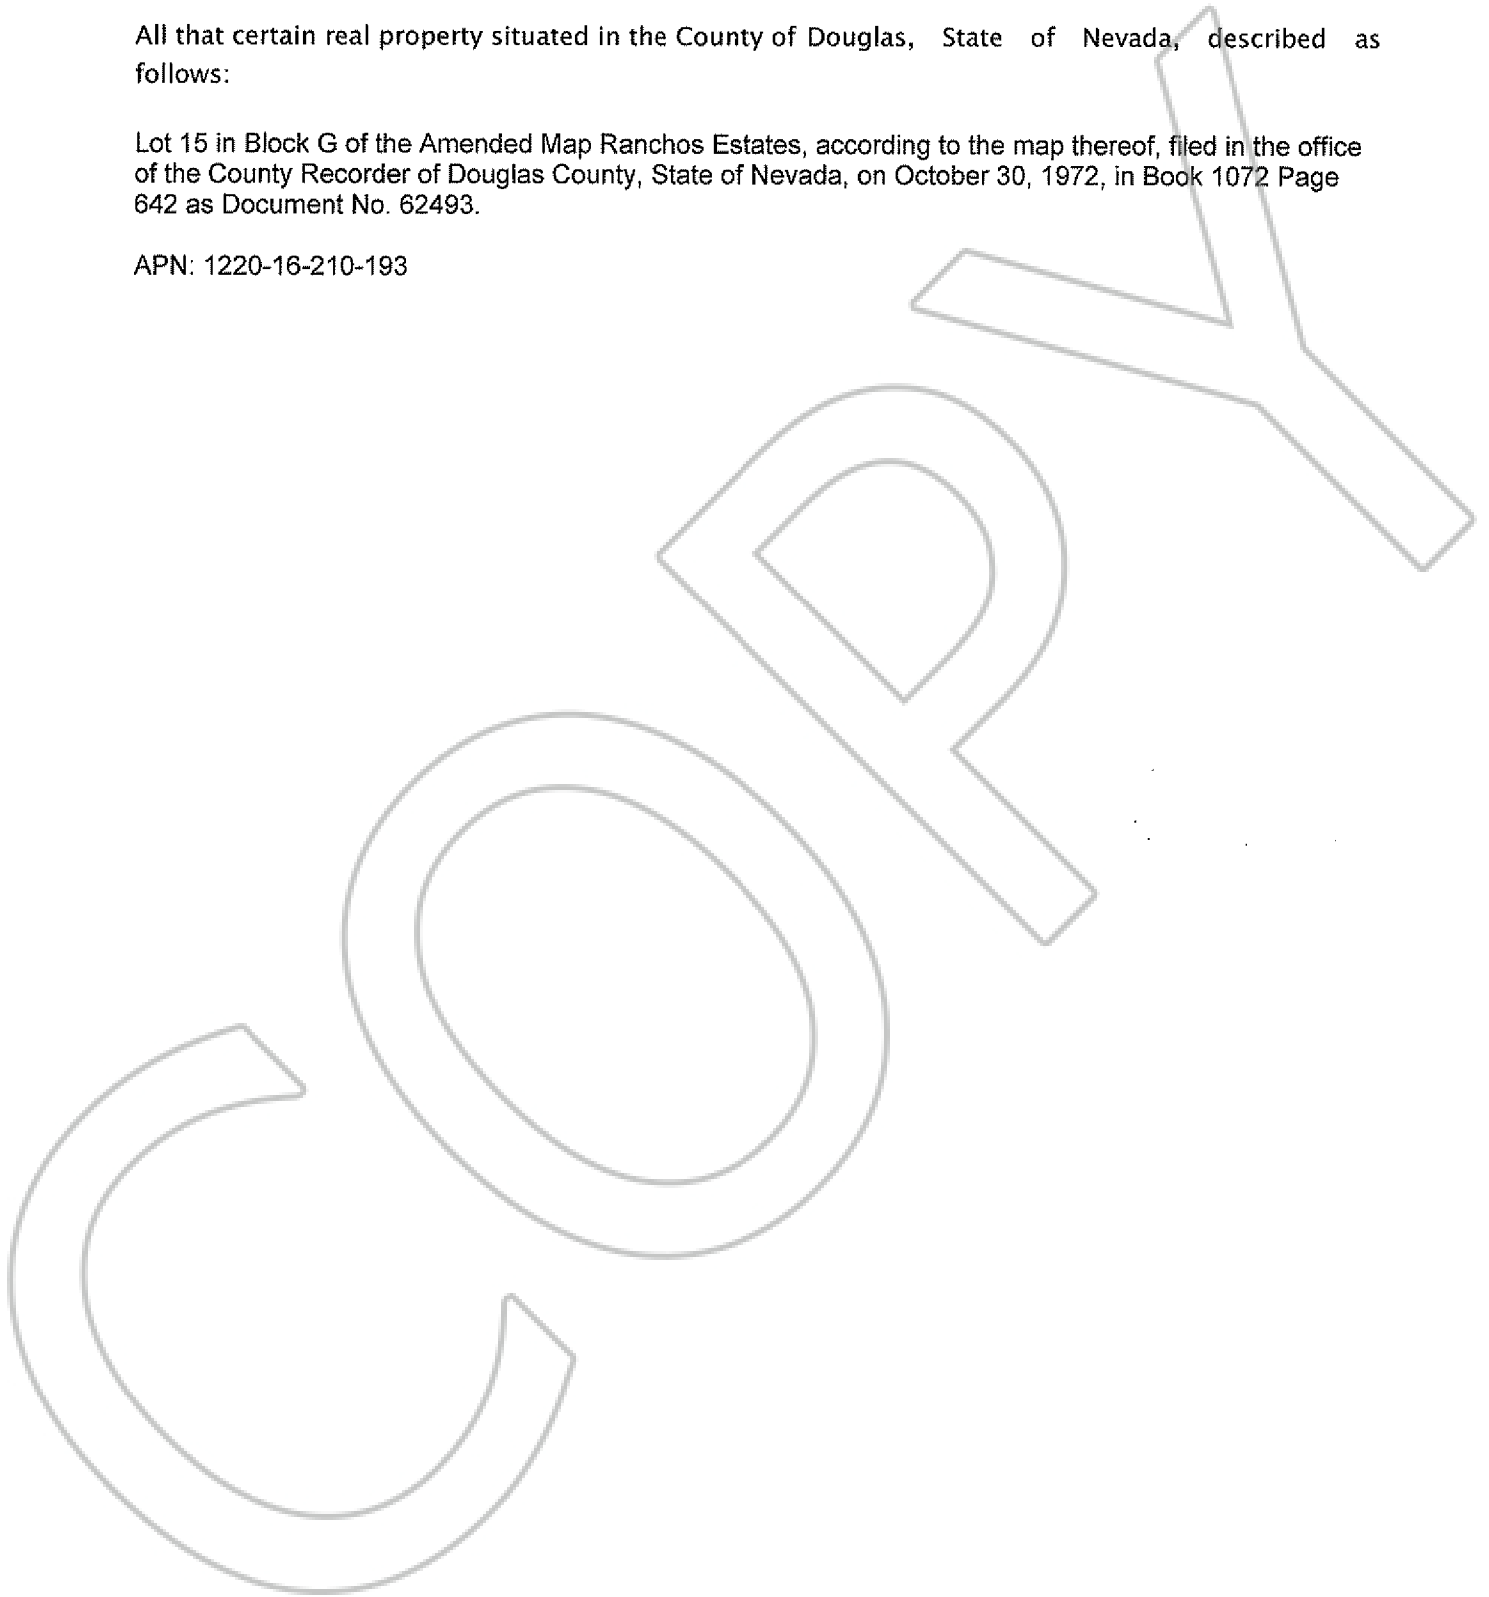 All that certain real property situated in the County of Douglas, State of Nevada, described as
follows:
Lot 15 in Block G of the Amended Map Ranchos Estates, according to the map thereof, filed in the office
of the County Recorder of Douglas County, State of Nevada, on October 30, 1972, in Book 1072 Page
642 as Document No. 62493.
APN: 1220-16-210-193
COPY